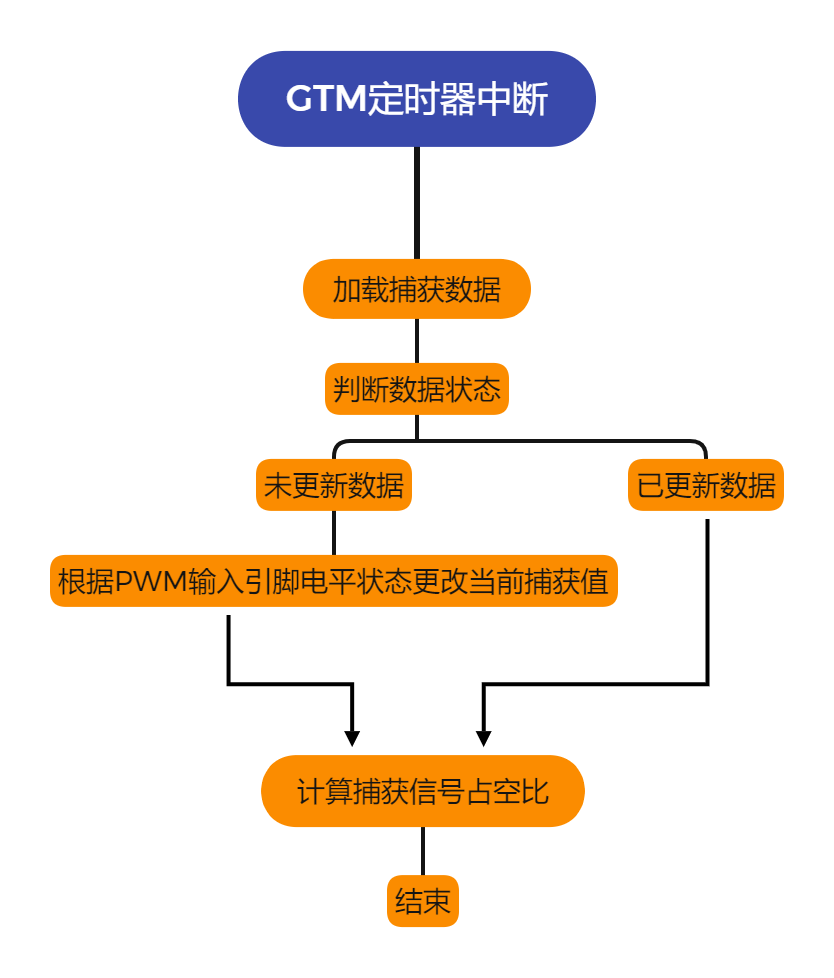 GTM定时器中断
加载捕获数据
判断数据状态
未更新数据
已更新数据
根据PWM输入引脚电平状态更改当前捕获值
计算捕获信号占空比
结束